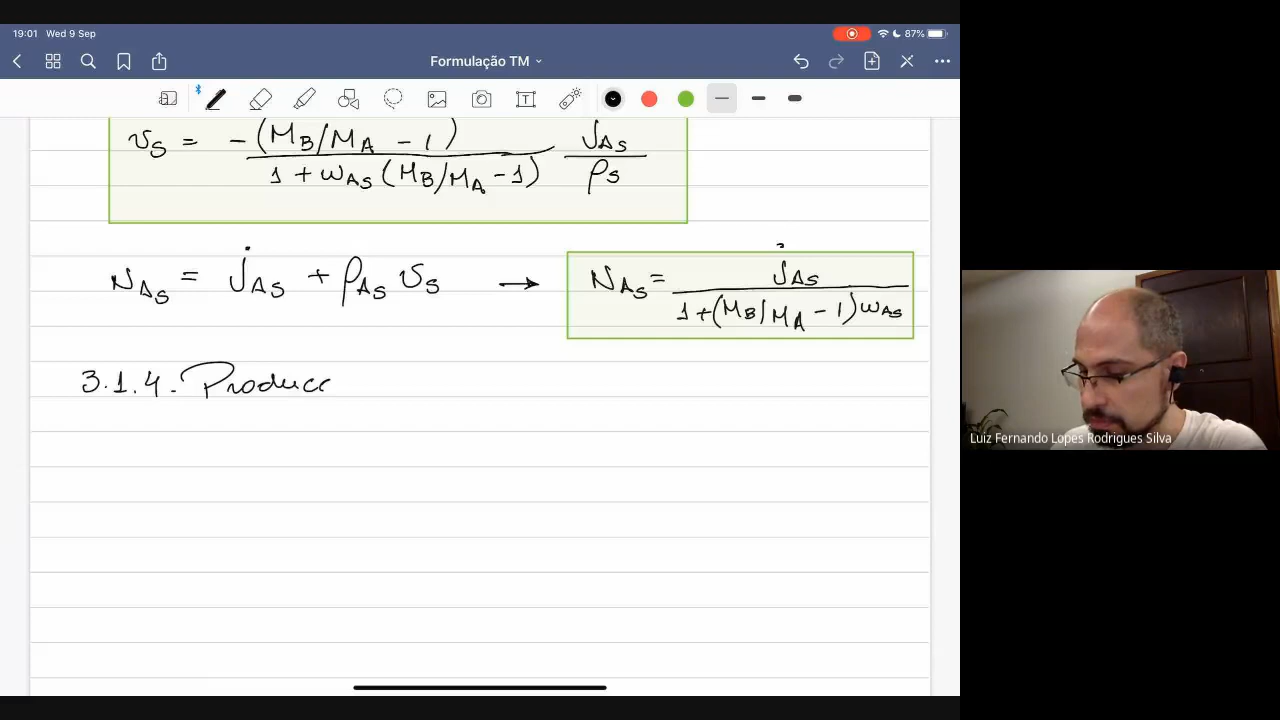 19:01 Wed 9 Sep 87%
Formulação TM
v_S = -(M_B/M_A - 1) / (1 + ω_AS (M_B/M_A - 1)) j_AS / ρ_S
N_AS = j_AS + ρ_AS v_S → N_AS = j_AS / (1 + (M_B/M_A - 1) ω_AS)
3.1.4. Producc
Luiz Fernando Lopes Rodrigues Silva